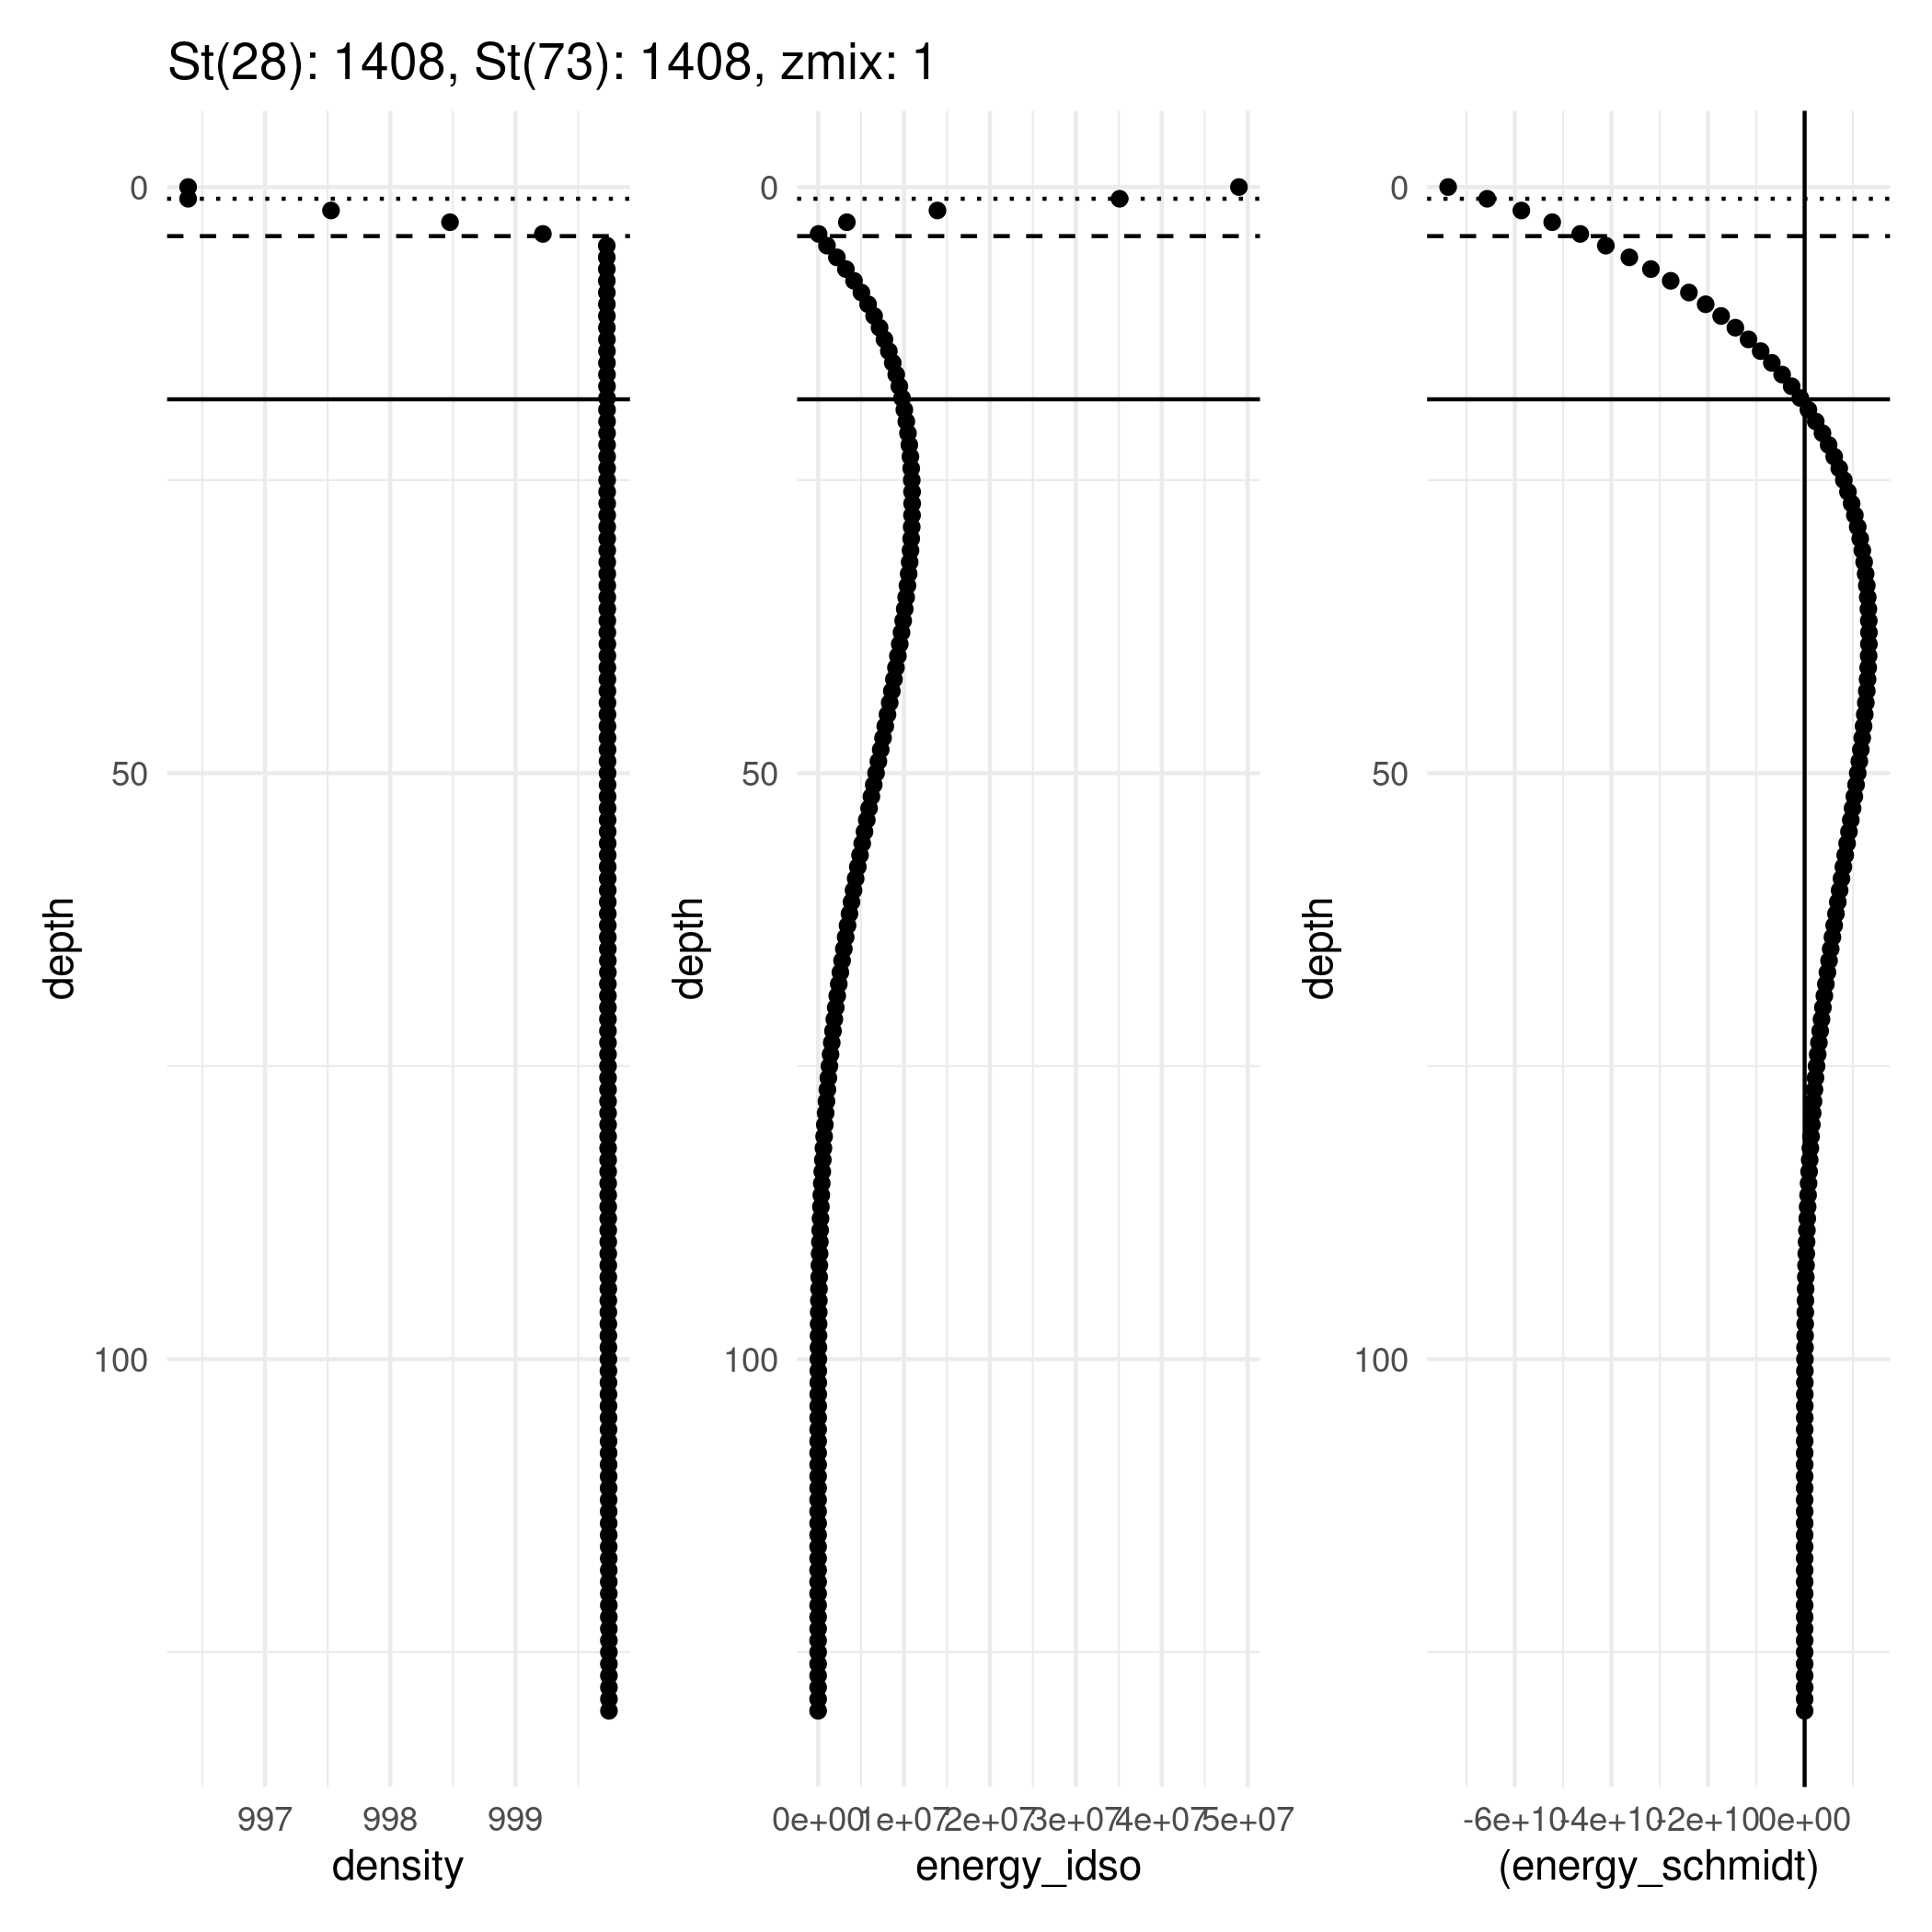 St(28): 1408, St(73): 1408, zmix: 1
0
50
100
depth
997 998 999
density
0
50
100
depth
0e+00 1e+07 2e+07 3e+07 4e+07 5e+07
energy_idso
0
50
100
depth
-6e+10 -4e+10 -2e+10 0e+00
(energy_schmidt)